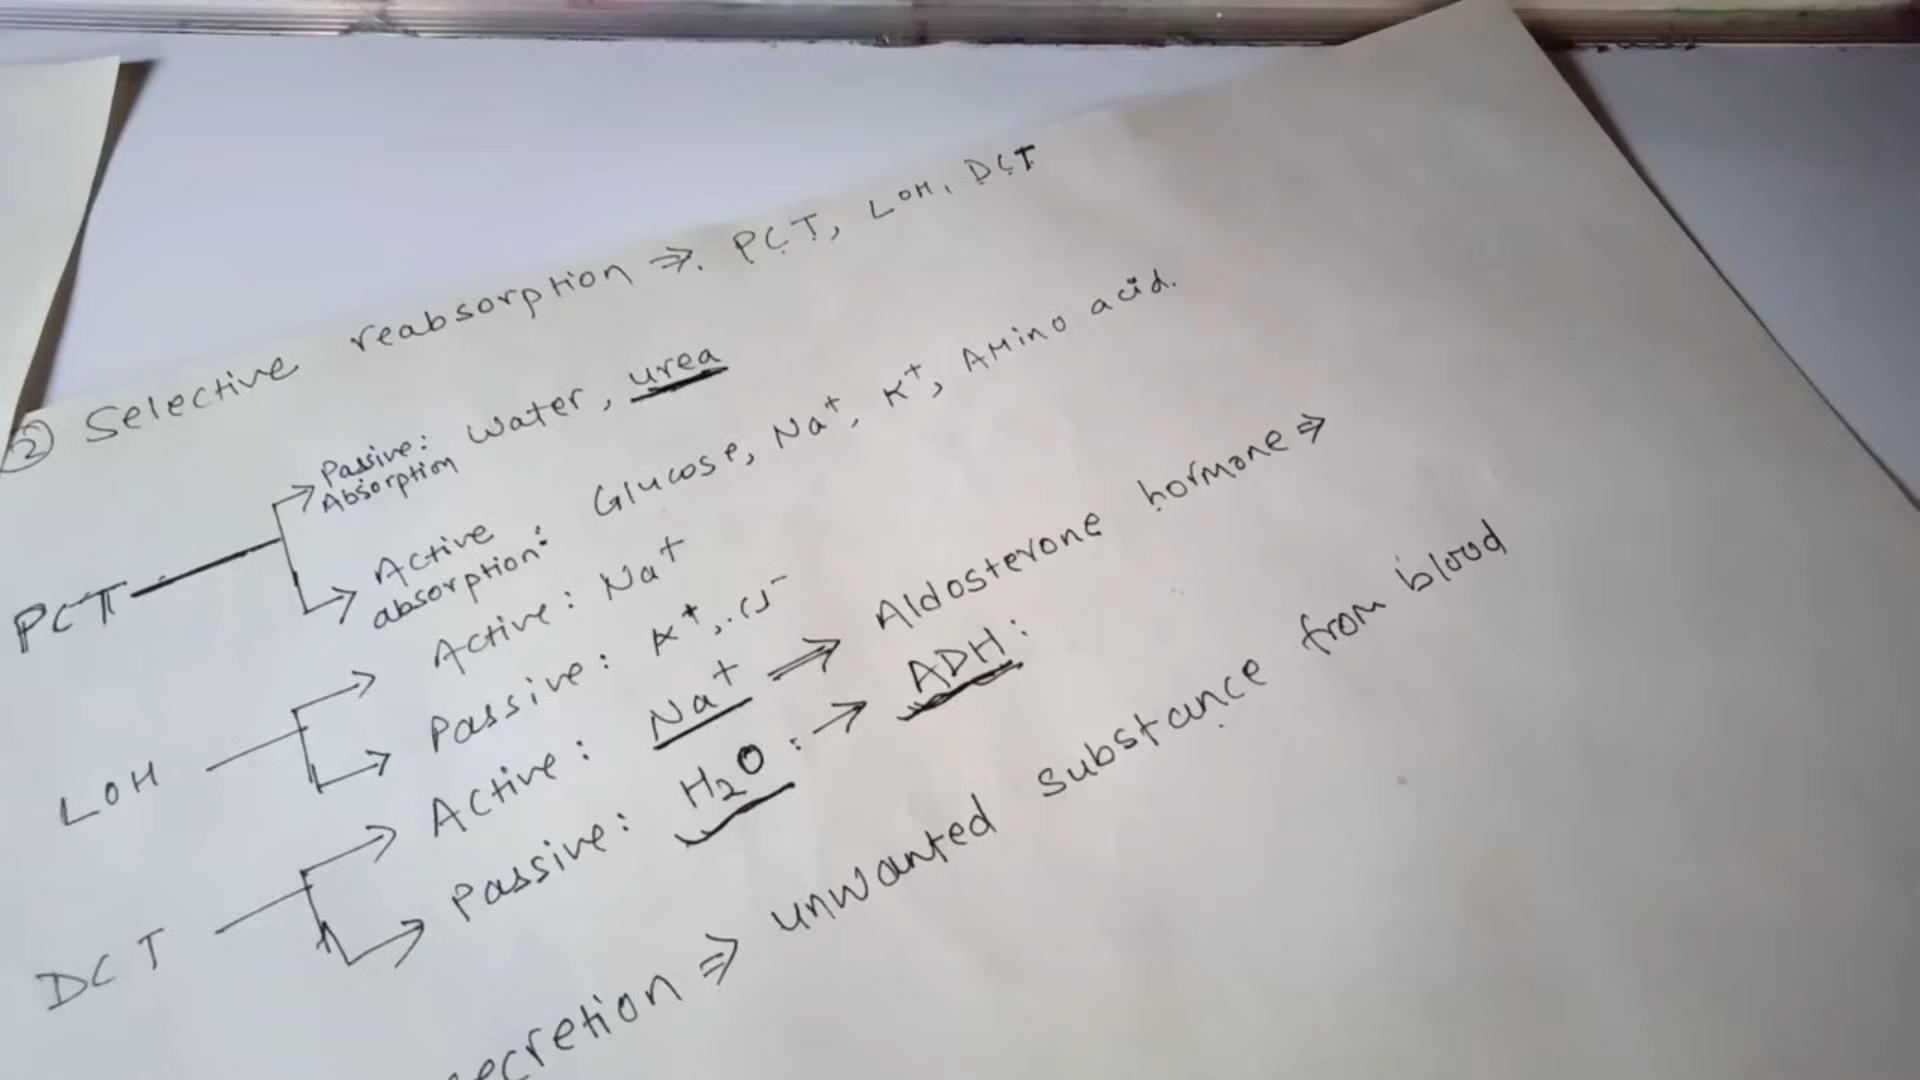 ② Selective reabsorption ⇒. PCT, LOH, DCT
PCT → Passive: Absorption Water, urea
→ Active absorption: Glucose, Na⁺, K⁺, AMino acid.
LOH → Active: Na⁺
→ Passive: K⁺, Cl⁻
DCT → Active: Na⁺ ⇒ Aldosterone hormone ⇒
→ Passive: H₂O: → ADH:
ecretion ⇒ unwanted substance from blood